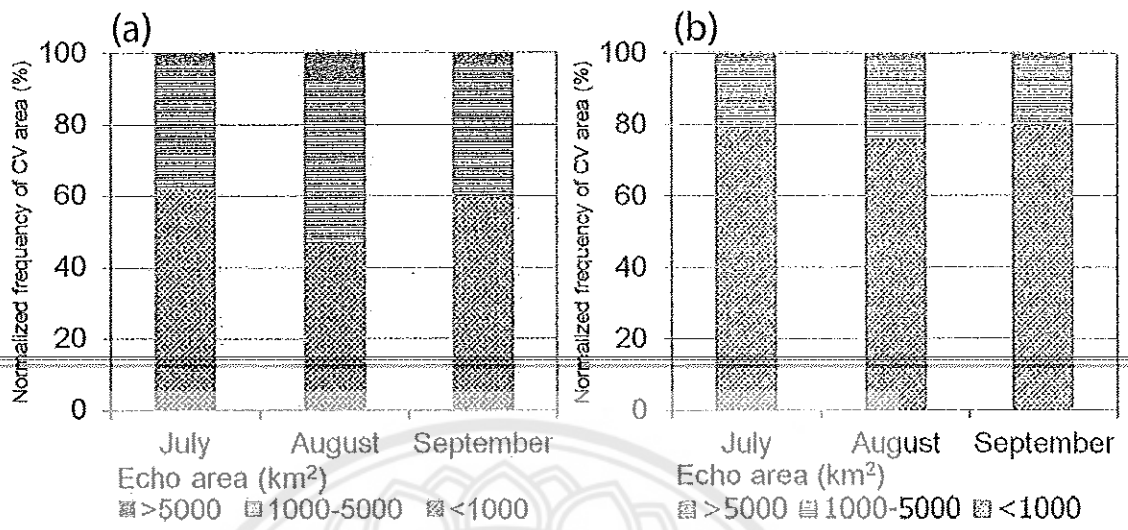 (a)
Normalized frequency of CV area (%)
100
80
60
40
20
0
July August September
Echo area (km²)
>5000 1000-5000 <1000
(b)
Normalized frequency of CV area (%)
100
80
60
40
20
0
July August September
Echo area (km²)
>5000 1000-5000 <1000